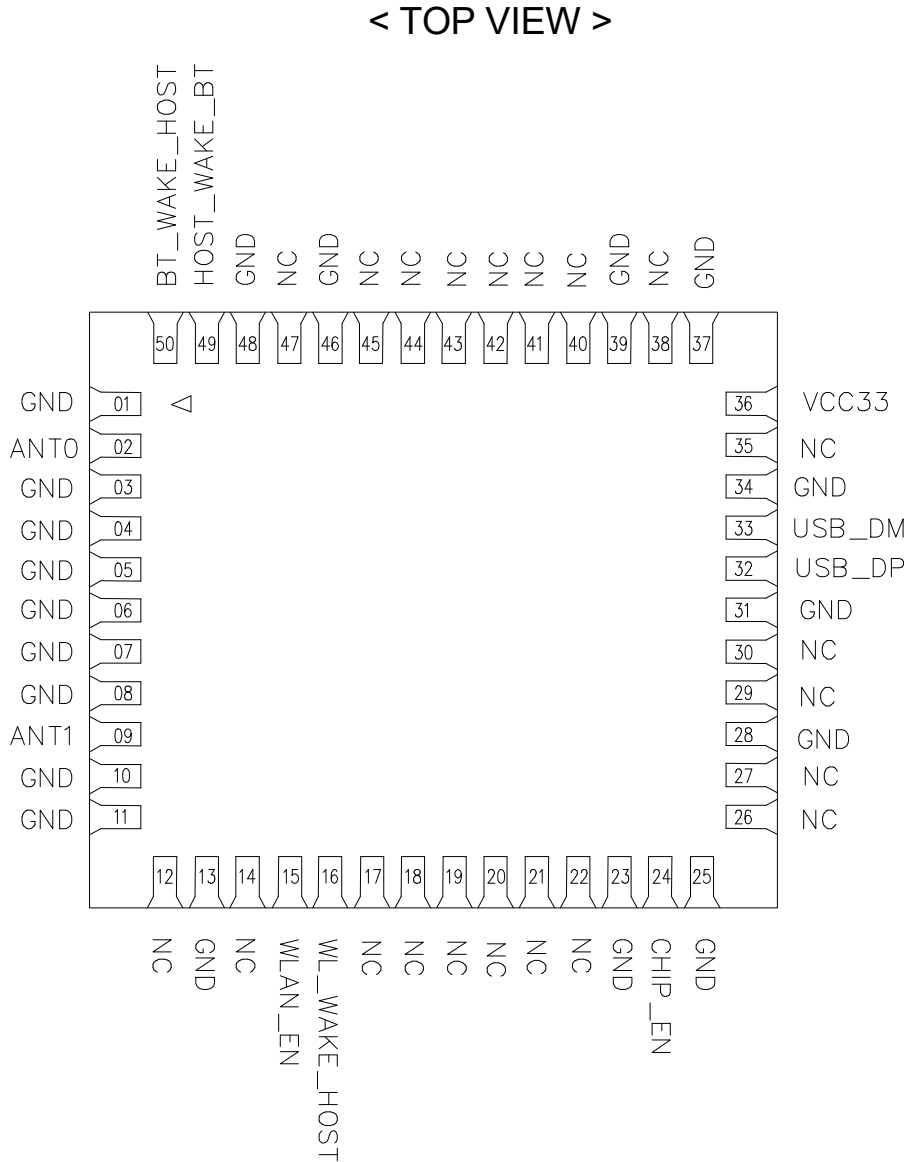 < TOP VIEW >
BT_WAKE_HOST
HOST_WAKE_BT
GND
NC
GND
NC
NC
NC
NC
NC
NC
GND
NC
GND
50 49 48 47 46 45 44 43 42 41 40 39 38 37
GND 01 36 VCC33
ANT0 02 35 NC
GND 03 34 GND
GND 04 33 USB_DM
GND 05 32 USB_DP
GND 06 31 GND
GND 07 30 NC
GND 08 29 NC
ANT1 09 28 GND
GND 10 27 NC
GND 11 26 NC
12 13 14 15 16 17 18 19 20 21 22 23 24 25
NC
GND
NC
WLAN_EN
WL_WAKE_HOST
NC
NC
NC
NC
NC
NC
GND
CHIP_EN
GND